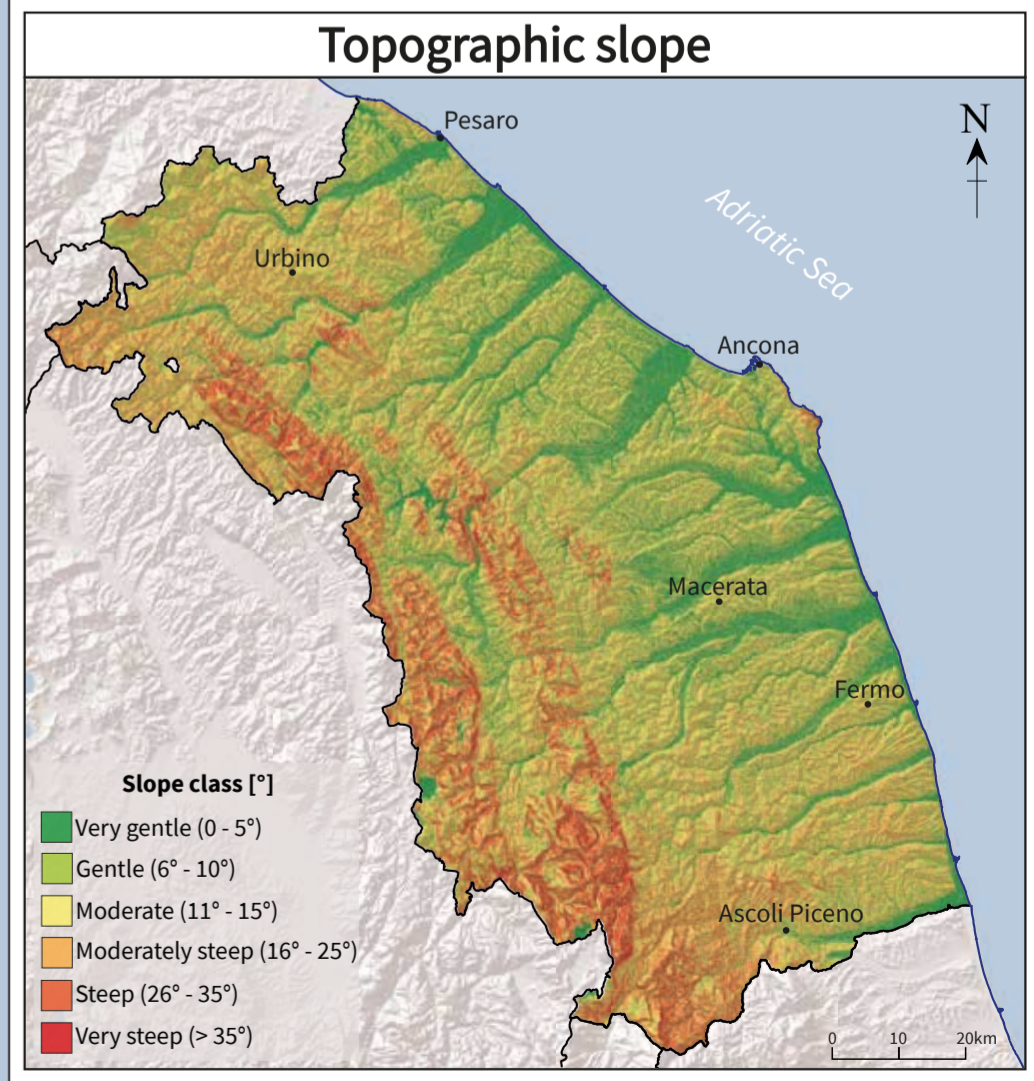 Topographic slope
N
Pesaro
Adriatic Sea
Urbino
Ancona
Macerata
Fermo
Ascoli Piceno
Slope class [°]
Very gentle (0 - 5°)
Gentle (6° - 10°)
Moderate (11° - 15°)
Moderately steep (16° - 25°)
Steep (26° - 35°)
Very steep (> 35°)
0 10 20km